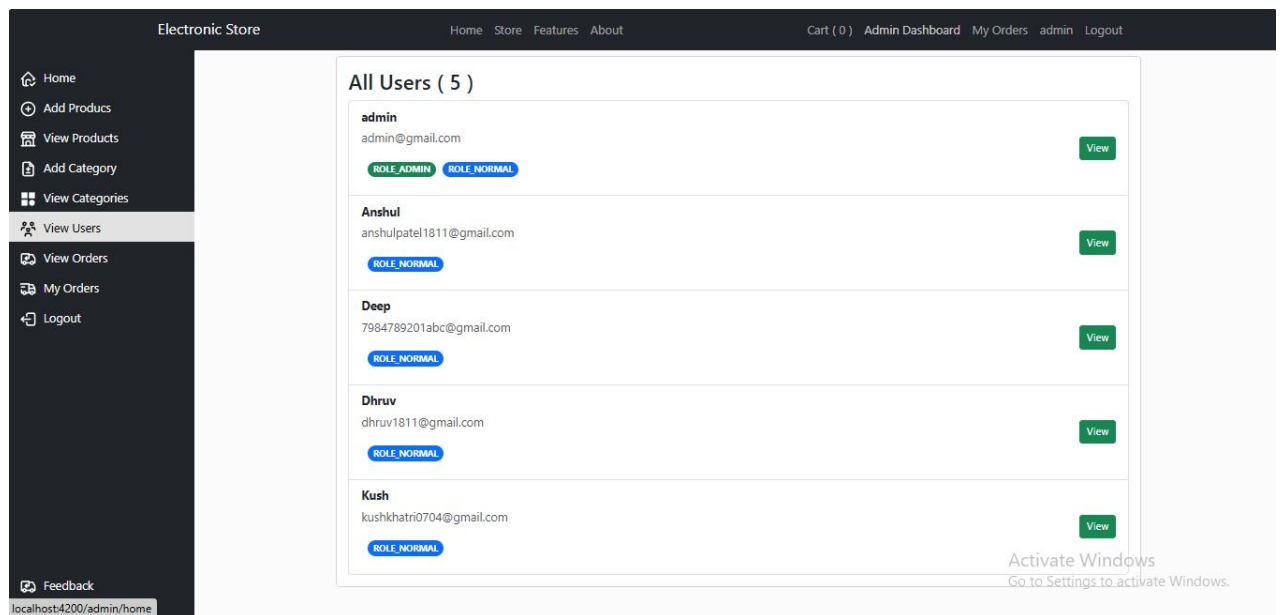 Electronic Store Home Store Features About Cart ( 0 ) Admin Dashboard My Orders admin Logout
Home
Add Producs
View Products
Add Category
View Categories
View Users
View Orders
My Orders
Logout
Feedback
localhost:4200/admin/home
All Users ( 5 )
admin
admin@gmail.com
View
ROLE_ADMIN ROLE_NORMAL
Anshul
anshulpatel1811@gmail.com
View
ROLE_NORMAL
Deep
7984789201abc@gmail.com
View
ROLE_NORMAL
Dhruv
dhruv1811@gmail.com
View
ROLE_NORMAL
Kush
kushkhatri0704@gmail.com
View
ROLE_NORMAL
Activate Windows
Go to Settings to activate Windows.